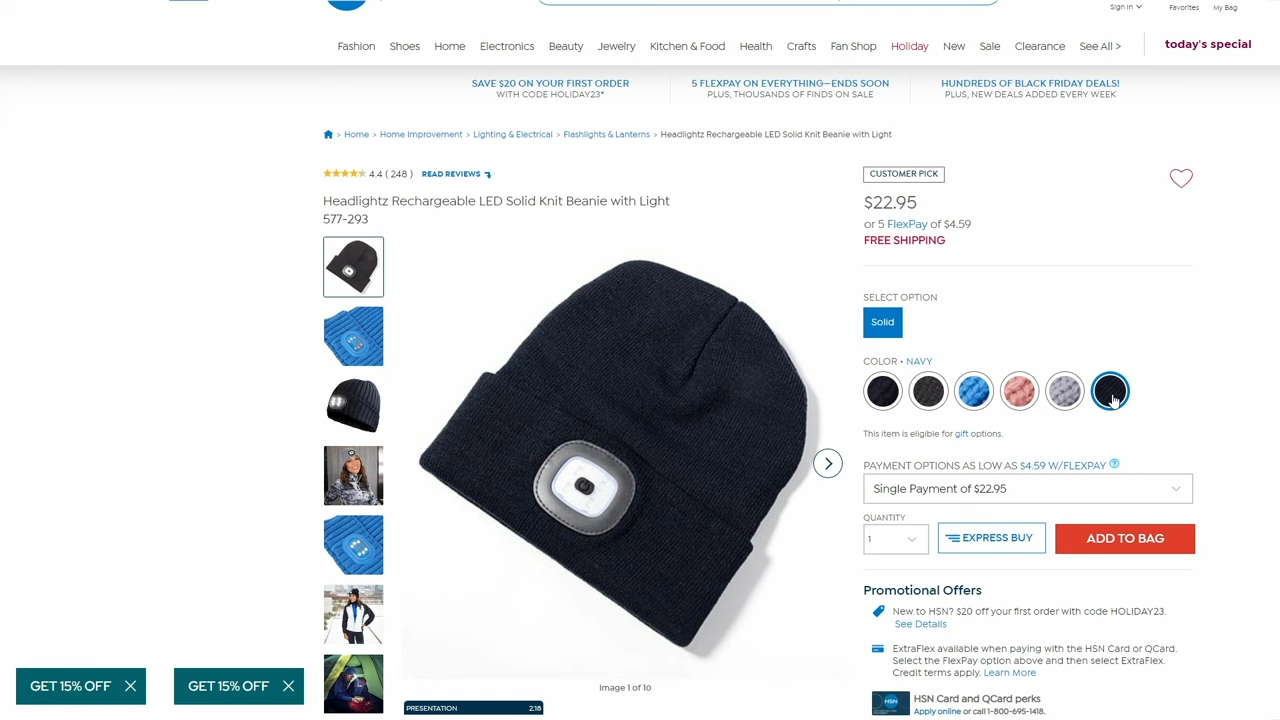 Sign In
Favorites
My Bag
Fashion
Shoes
Home
Electronics
Beauty
Jewelry
Kitchen & Food
Health
Crafts
Fan Shop
Holiday
New
Sale
Clearance
See All >
today's special
SAVE $20 ON YOUR FIRST ORDER
WITH CODE HOLIDAY23*
5 FLEXPAY ON EVERYTHING—ENDS SOON
PLUS, THOUSANDS OF FINDS ON SALE
HUNDREDS OF BLACK FRIDAY DEALS!
PLUS, NEW DEALS ADDED EVERY WEEK
> Home > Home Improvement > Lighting & Electrical > Flashlights & Lanterns > Headlightz Rechargeable LED Solid Knit Beanie with Light
4.4 ( 248 ) READ REVIEWS
Headlightz Rechargeable LED Solid Knit Beanie with Light
577-293
CUSTOMER PICK
$22.95
or 5 FlexPay of $4.59
FREE SHIPPING
SELECT OPTION
Solid
COLOR • NAVY
This item is eligible for gift options.
PAYMENT OPTIONS AS LOW AS $4.59 W/FLEXPAY ?
Single Payment of $22.95
QUANTITY
1
EXPRESS BUY
ADD TO BAG
Promotional Offers
New to HSN? $20 off your first order with code HOLIDAY23.
See Details
ExtraFlex available when paying with the HSN Card or QCard.
Select the FlexPay option above and then select ExtraFlex.
Credit terms apply. Learn More
HSN
HSN Card and QCard perks
Apply online or call 1-800-695-1418.
Image 1 of 10
PRESENTATION 2:18
GET 15% OFF
GET 15% OFF